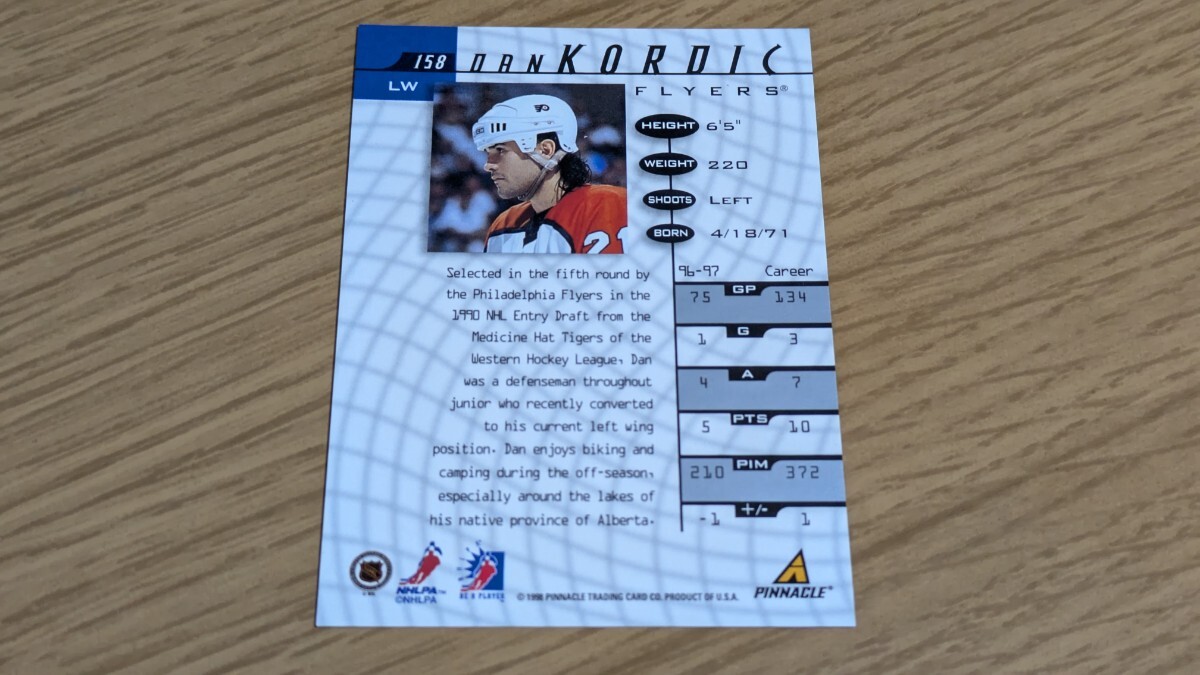 158 DAN KORDIC
LW
FLYERS®
HEIGHT 6'5"
WEIGHT 220
SHOOTS LEFT
BORN 4/18/71
21
Selected in the fifth round by
the Philadelphia Flyers in the
1990 NHL Entry Draft from the
Medicine Hat Tigers of the
Western Hockey League, Dan
was a defenseman throughout
junior who recently converted
to his current left wing
position. Dan enjoys biking and
camping during the off-season,
especially around the lakes of
his native province of Alberta.
96-97 Career
75 GP 134
1 G 3
4 A 7
5 PTS 10
210 PIM 372
-1 +/- 1
NHLPA™
©NHLPA
BE A PLAYER
© 1998 PINNACLE TRADING CARD CO. PRODUCT OF U.S.A.
PINNACLE™